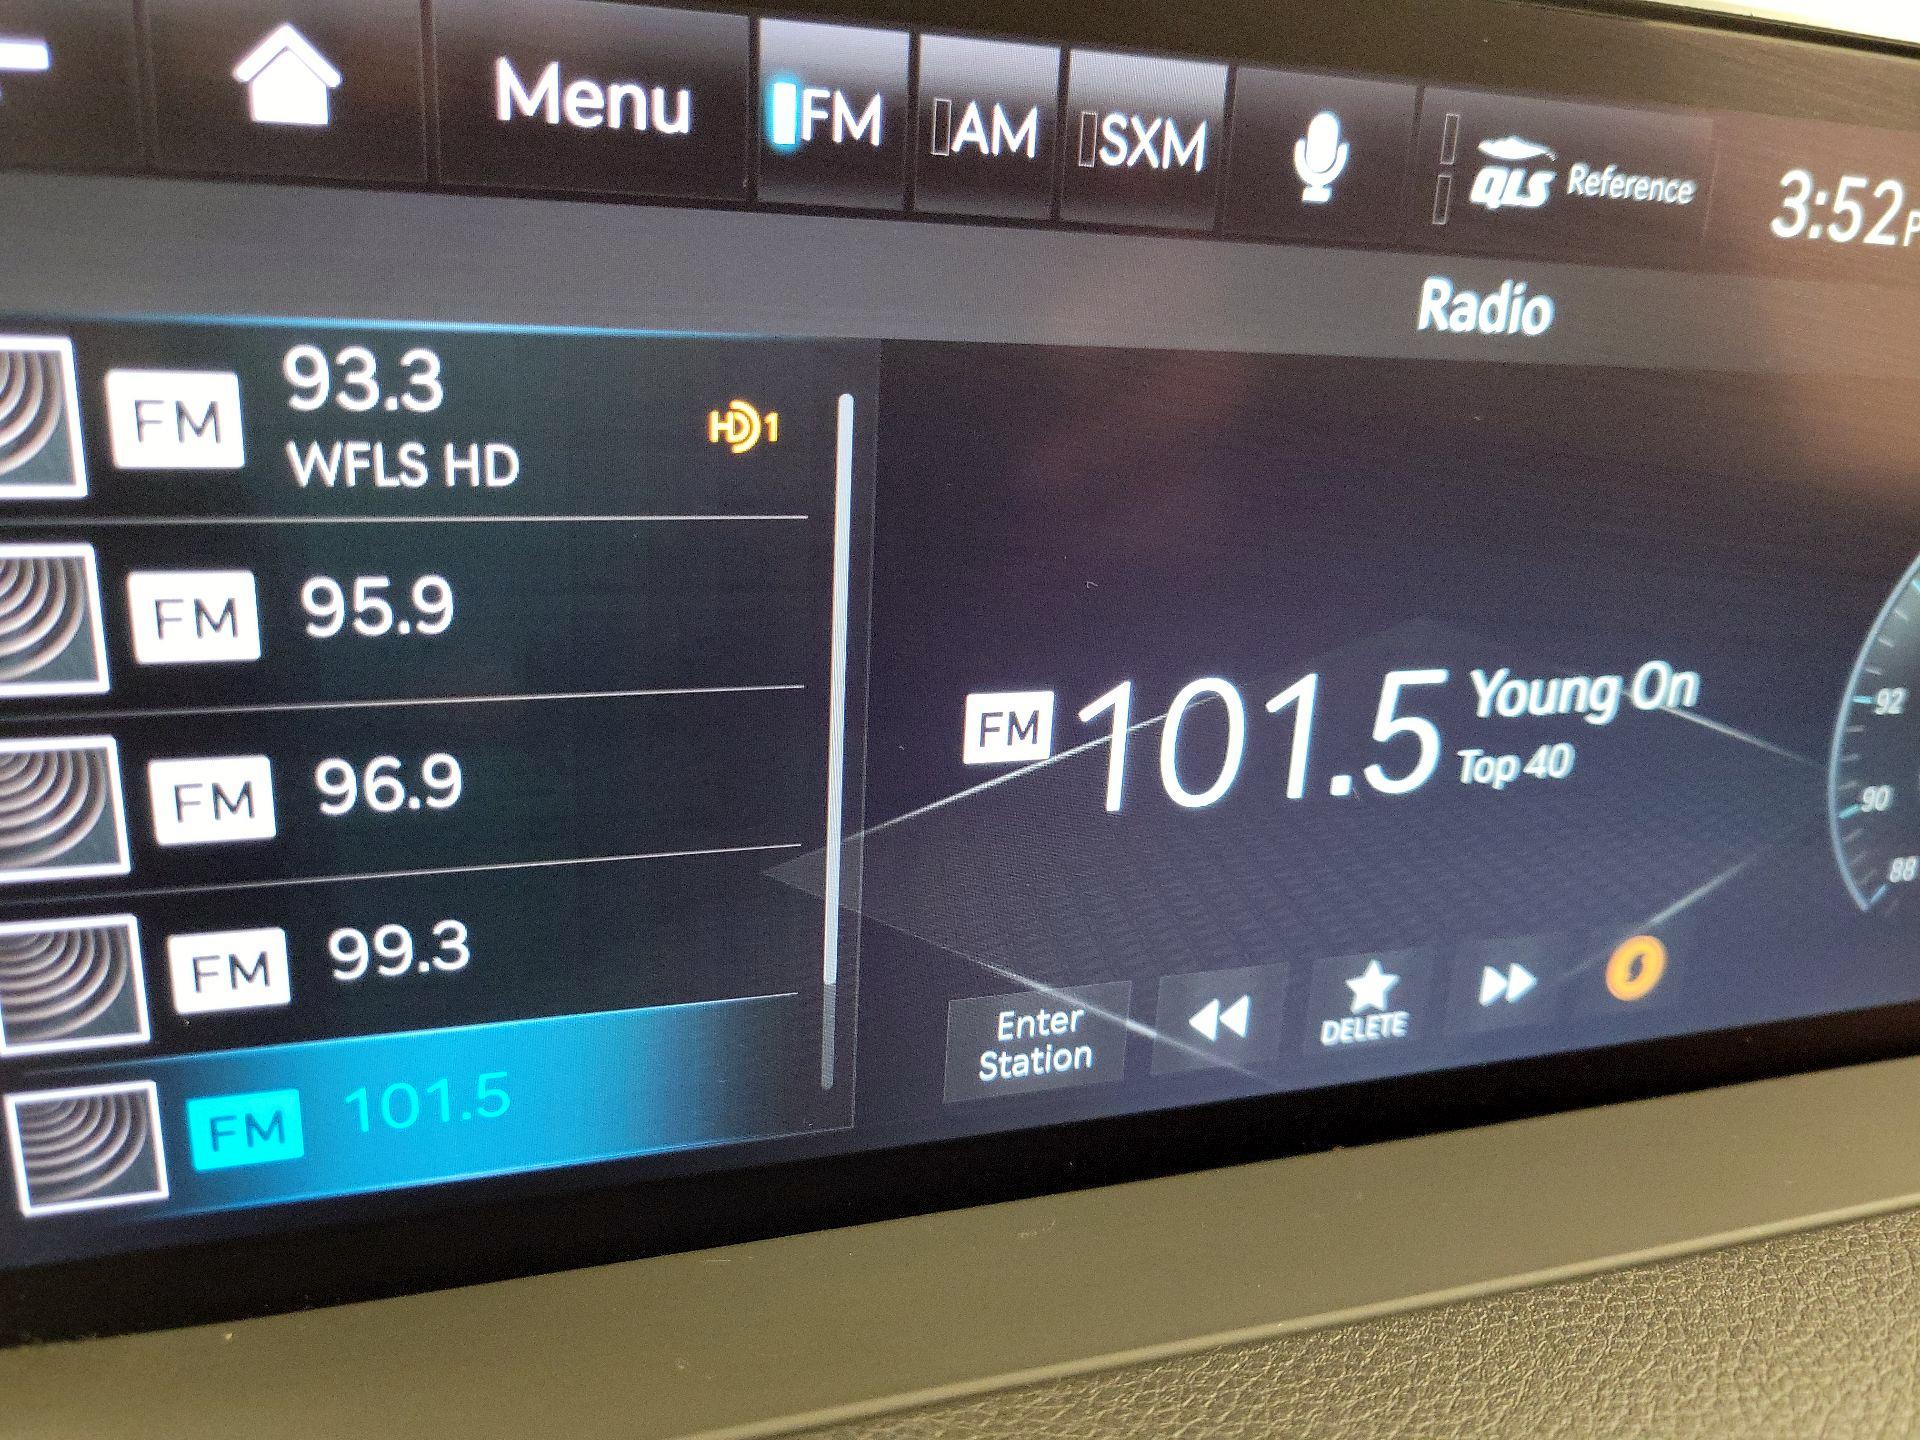 Menu
FM
AM
SXM
QLS Reference
3:52
Radio
FM
93.3
WFLS HD
HD1
FM 95.9
FM 96.9
FM 99.3
FM 101.5
FM 101.5 Young On
Top 40
92
90
88
Enter
Station
DELETE